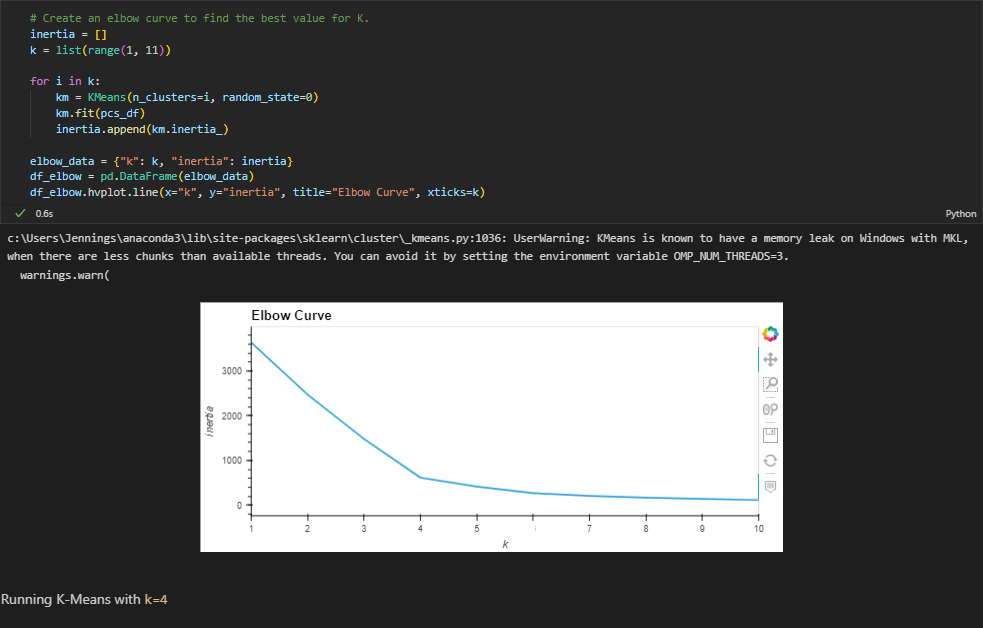 # Create an elbow curve to find the best value for K.
inertia = []
k = list(range(1, 11))
for i in k:
    km = KMeans(n_clusters=i, random_state=0)
    km.fit(pcs_df)
    inertia.append(km.inertia_)
elbow_data = {"k": k, "inertia": inertia}
df_elbow = pd.DataFrame(elbow_data)
df_elbow.hvplot.line(x="k", y="inertia", title="Elbow Curve", xticks=k)
0.6s
Python
c:\Users\Jennings\anaconda3\lib\site-packages\sklearn\cluster\_kmeans.py:1036: UserWarning: KMeans is known to have a memory leak on Windows with MKL,
when there are less chunks than available threads. You can avoid it by setting the environment variable OMP_NUM_THREADS=3.
  warnings.warn(
Elbow Curve
3000
2000
1000
0
inertia
1 2 3 4 5 7 8 9 10
k
Running K-Means with k=4